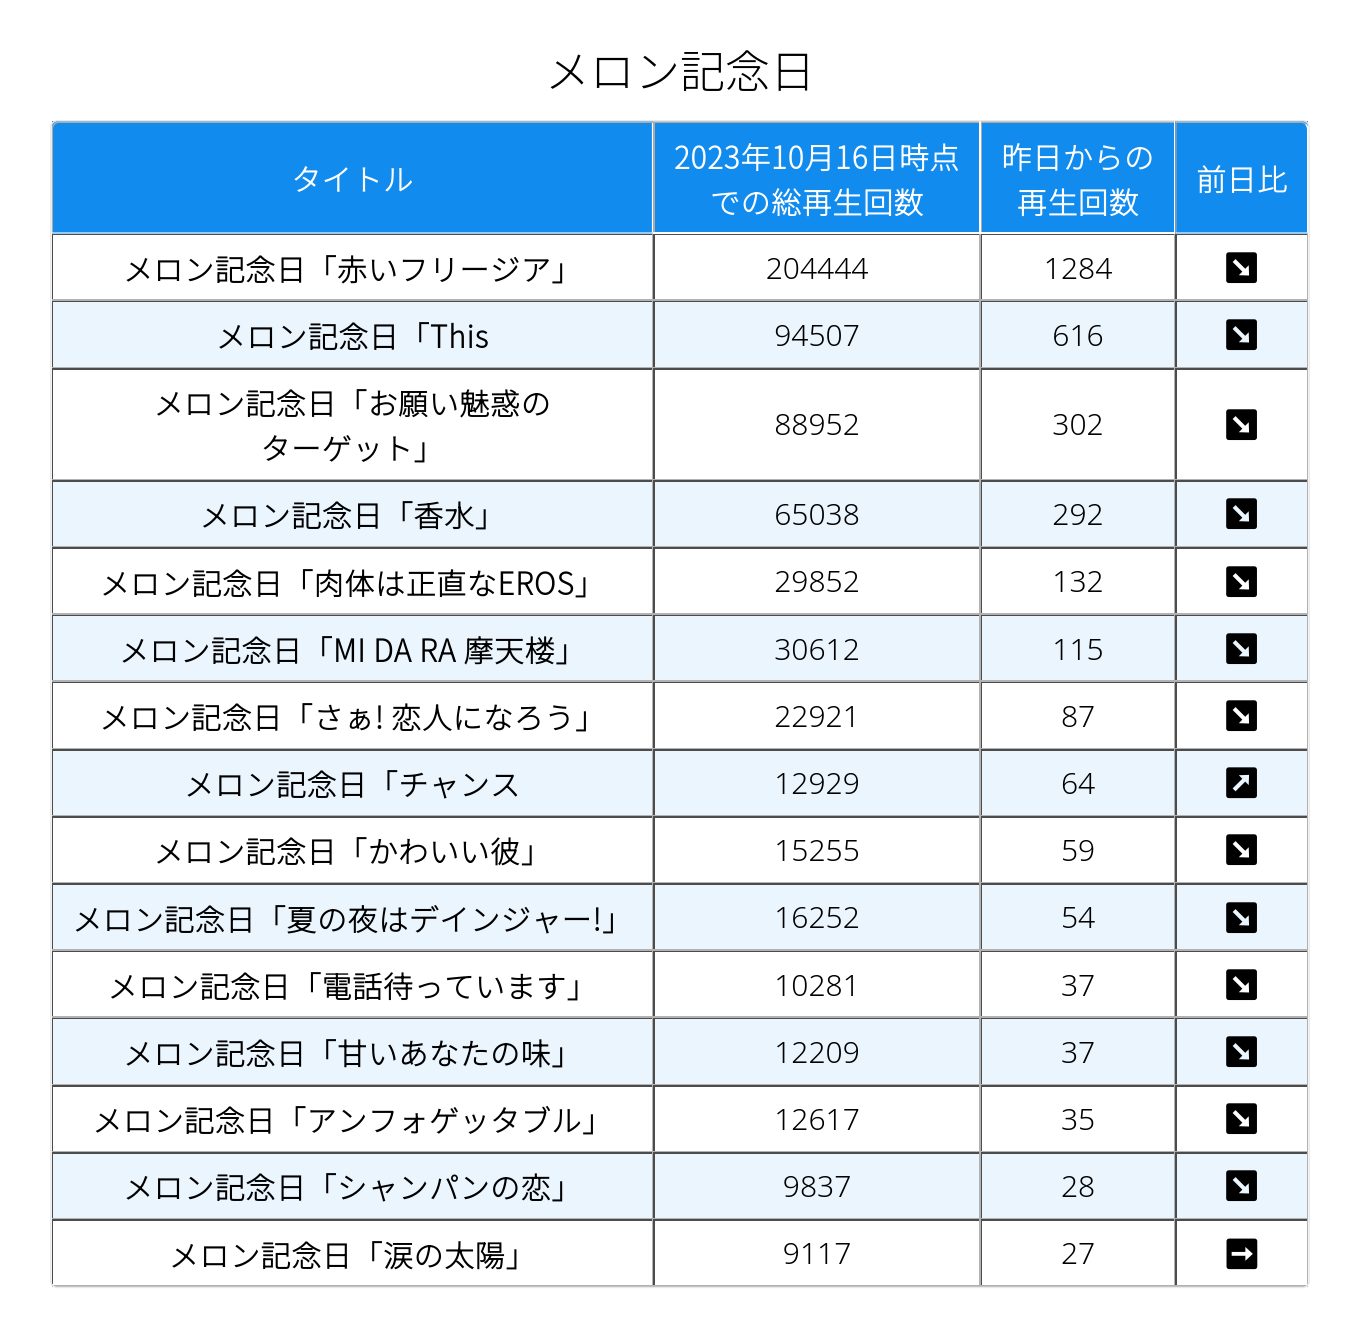 メロン記念日
タイトル
2023年10月16日時点
での総再生回数
昨日からの
再生回数
前日比
メロン記念日「赤いフリージア」 204444 1284
メロン記念日「This 94507 616
メロン記念日「お願い魅惑の
ターゲット」 88952 302
メロン記念日「香水」 65038 292
メロン記念日「肉体は正直なEROS」 29852 132
メロン記念日「MI DA RA 摩天楼」 30612 115
メロン記念日「さぁ! 恋人になろう」 22921 87
メロン記念日「チャンス 12929 64
メロン記念日「かわいい彼」 15255 59
メロン記念日「夏の夜はデインジャー!」 16252 54
メロン記念日「電話待っています」 10281 37
メロン記念日「甘いあなたの味」 12209 37
メロン記念日「アンフォゲッタブル」 12617 35
メロン記念日「シャンパンの恋」 9837 28
メロン記念日「涙の太陽」 9117 27